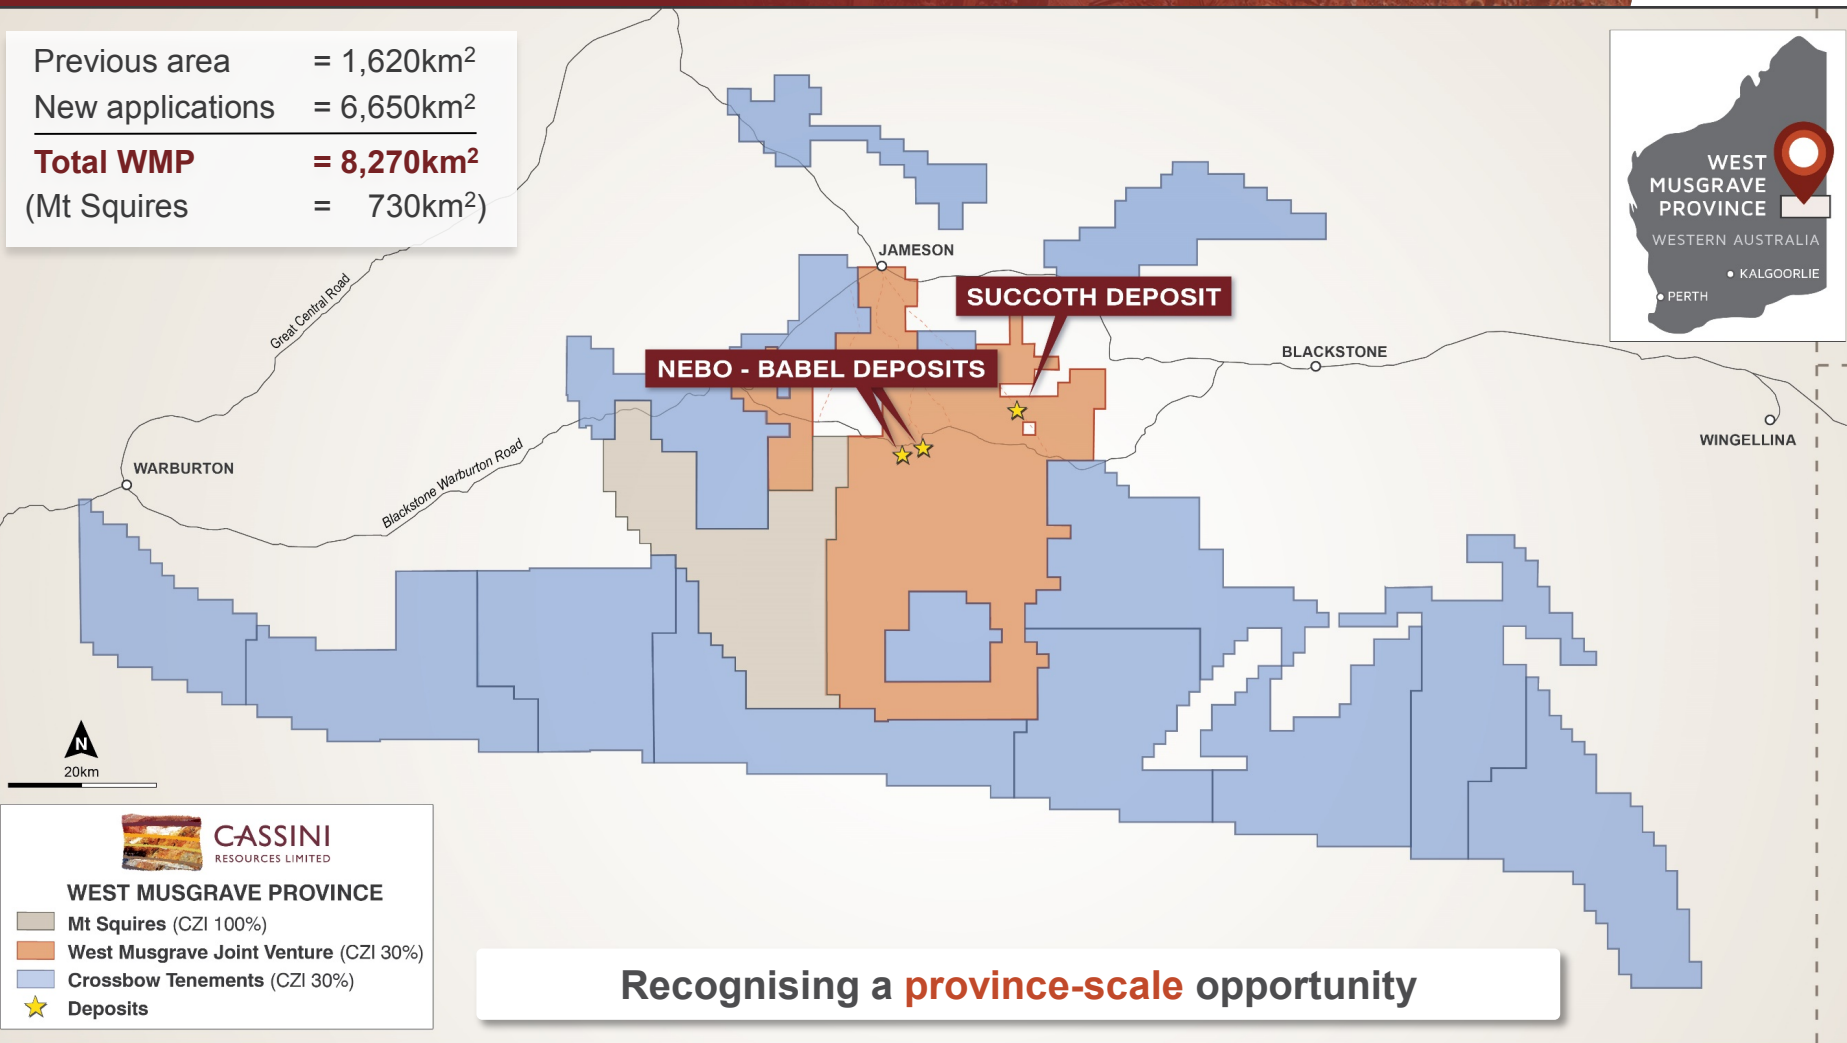 Previous area = 1,620km²
New applications = 6,650km²
Total WMP = 8,270km²
(Mt Squires = 730km²)
WEST
MUSGRAVE
PROVINCE
WESTERN AUSTRALIA
KALGOORLIE
PERTH
JAMESON
SUCCOTH DEPOSIT
Great Central Road
NEBO - BABEL DEPOSITS
BLACKSTONE
WINGELLINA
WARBURTON
Blackstone Warburton Road
N
20km
CASSINI
RESOURCES LIMITED
WEST MUSGRAVE PROVINCE
Mt Squires (CZI 100%)
West Musgrave Joint Venture (CZI 30%)
Crossbow Tenements (CZI 30%)
Deposits
Recognising a province-scale opportunity